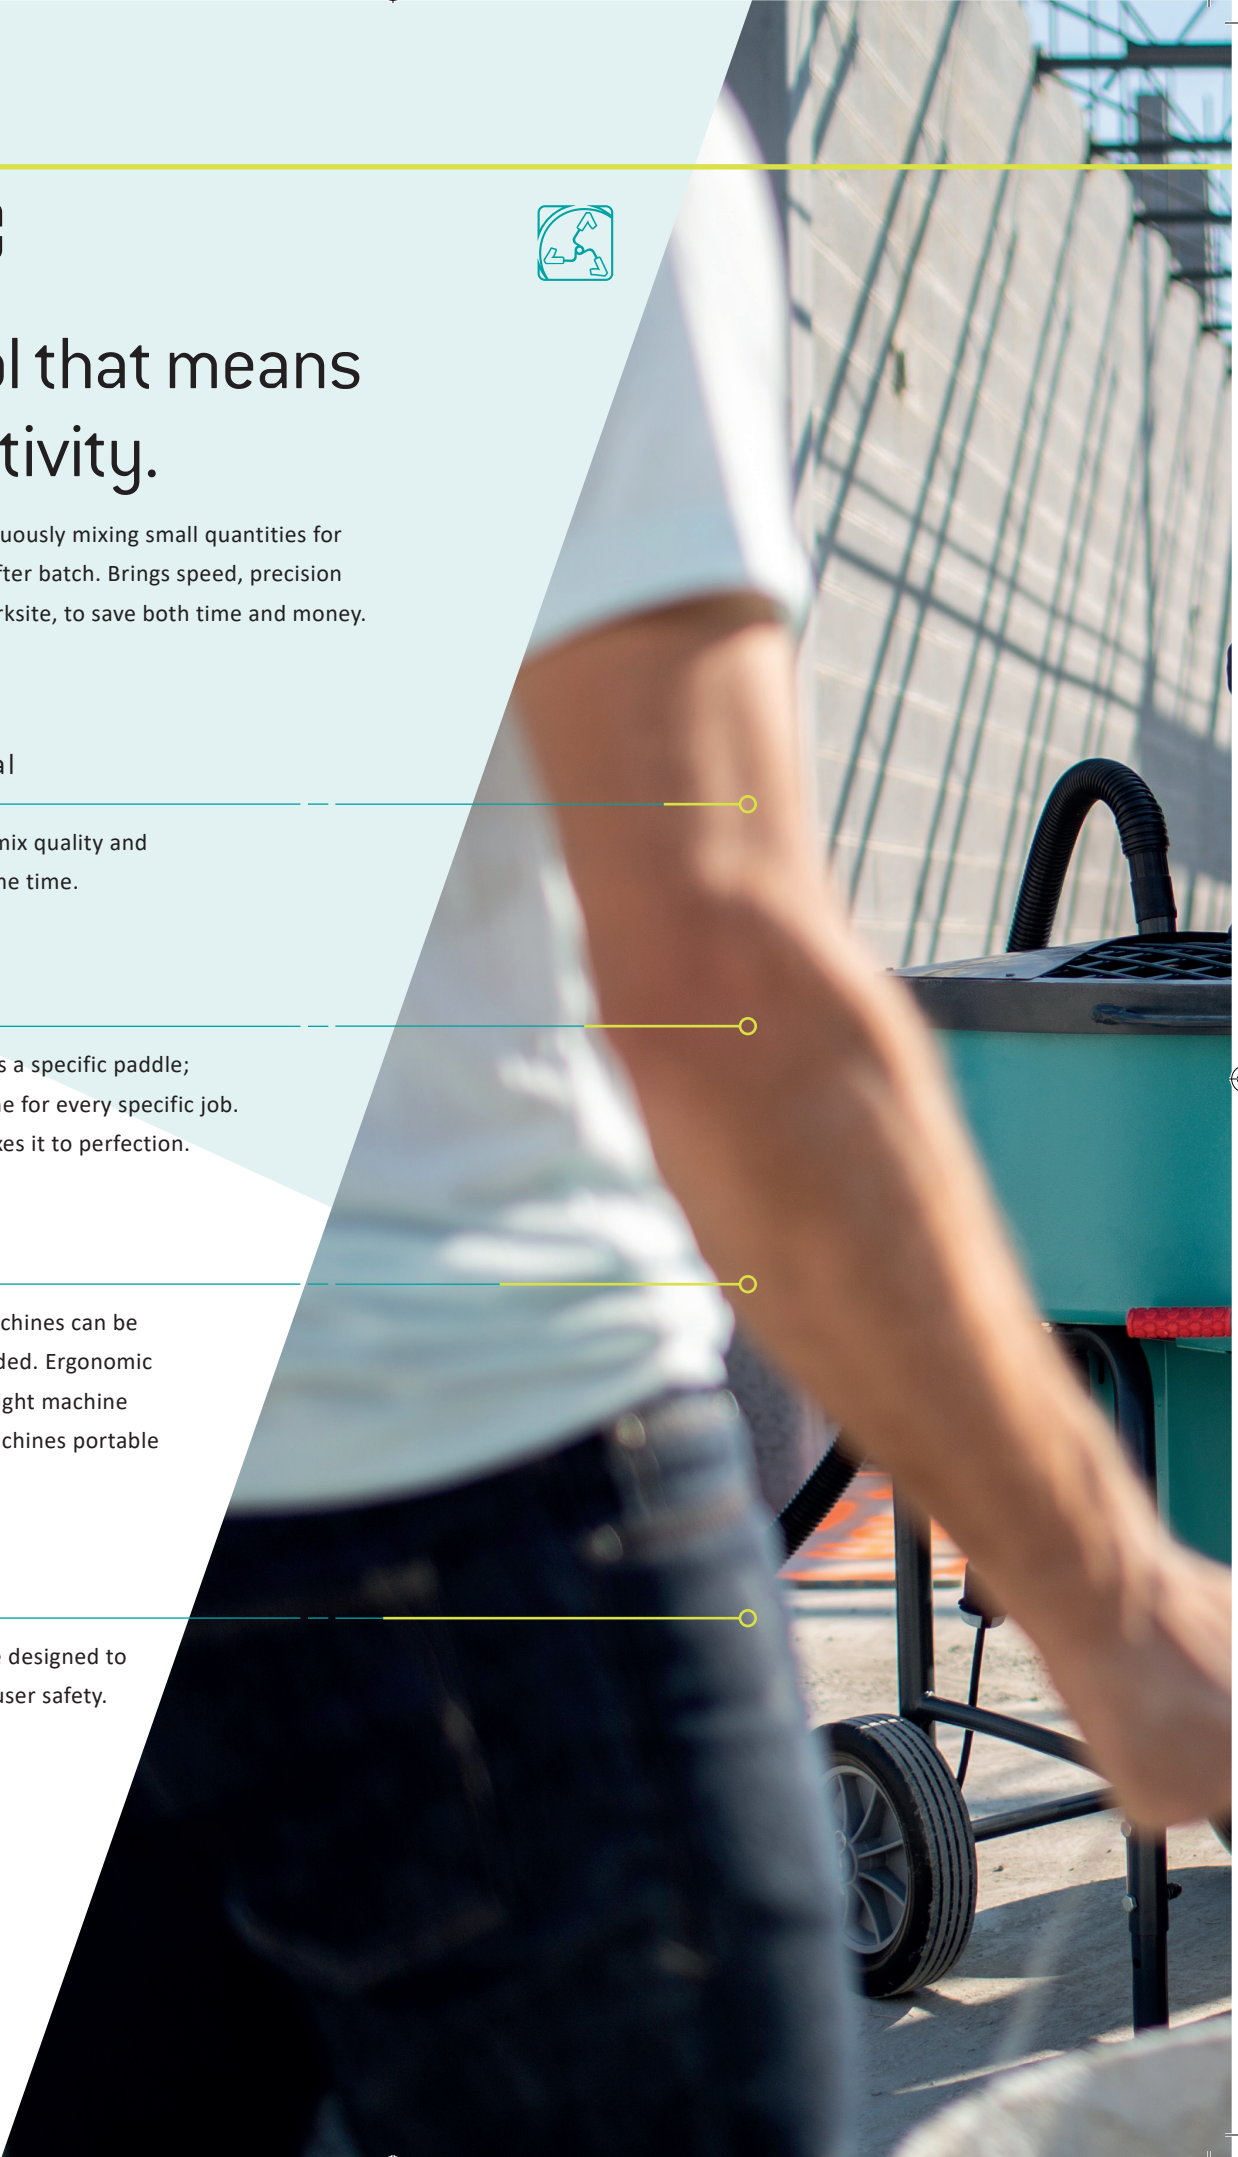 that means
tivity.
uously mixing small quantities for
fter batch. Brings speed, precision
rksite, to save both time and money.
al
mix quality and
me time.
s a specific paddle;
e for every specific job.
es it to perfection.
chines can be
ded. Ergonomic
ght machine
chines portable
designed to
user safety.